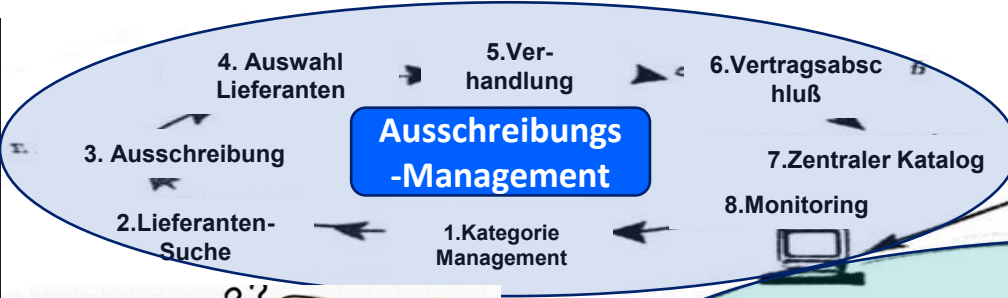 4. Auswahl
Lieferanten
5.Ver-
handlung
6.Vertragsabsc
hluß
Ausschreibungs
-Management
3. Ausschreibung
7.Zentraler Katalog
8.Monitoring
2.Lieferanten-
Suche
1.Kategorie
Management